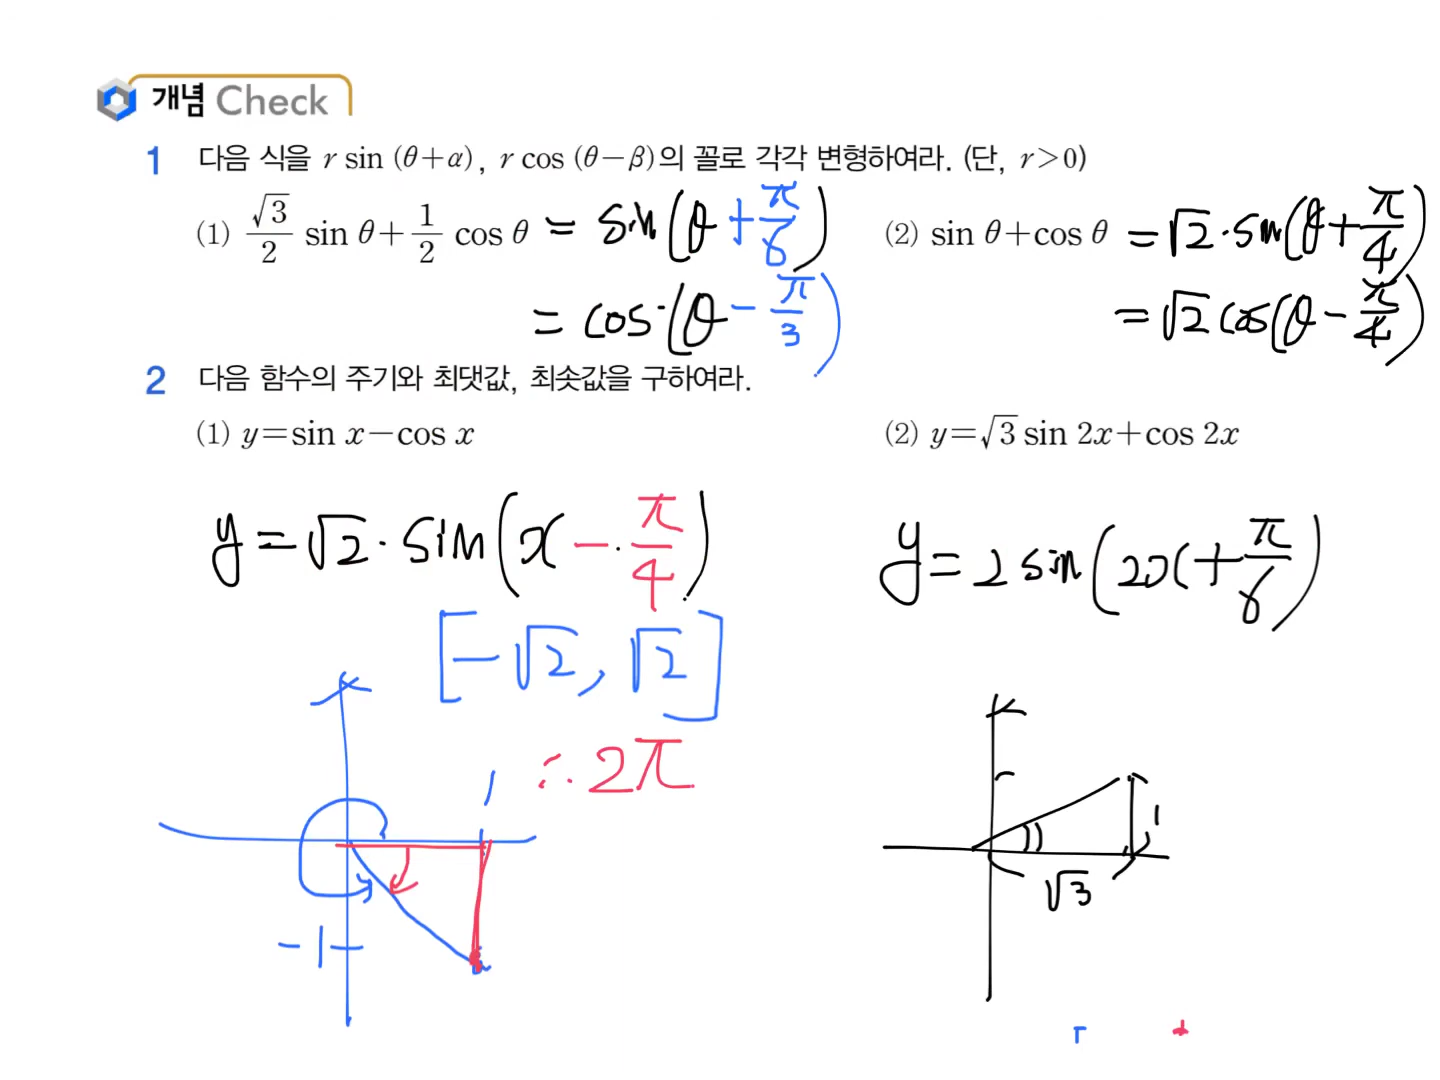 개념 Check
1 다음 식을 r sin (θ+α), r cos (θ−β)의 꼴로 각각 변형하여라. (단, r>0)
(1) √3/2 sin θ+1/2 cos θ = sin(θ+π/6)
= cos(θ−π/3)
(2) sin θ+cos θ = √2·sin(θ+π/4)
= √2 cos(θ−π/4)
2 다음 함수의 주기와 최댓값, 최솟값을 구하여라.
(1) y=sin x−cos x
(2) y=√3 sin 2x+cos 2x
y=√2·sin(x−π/4)
[−√2, √2]
∴2π
1
−1
y=2sin(2x+π/6)
1
√3